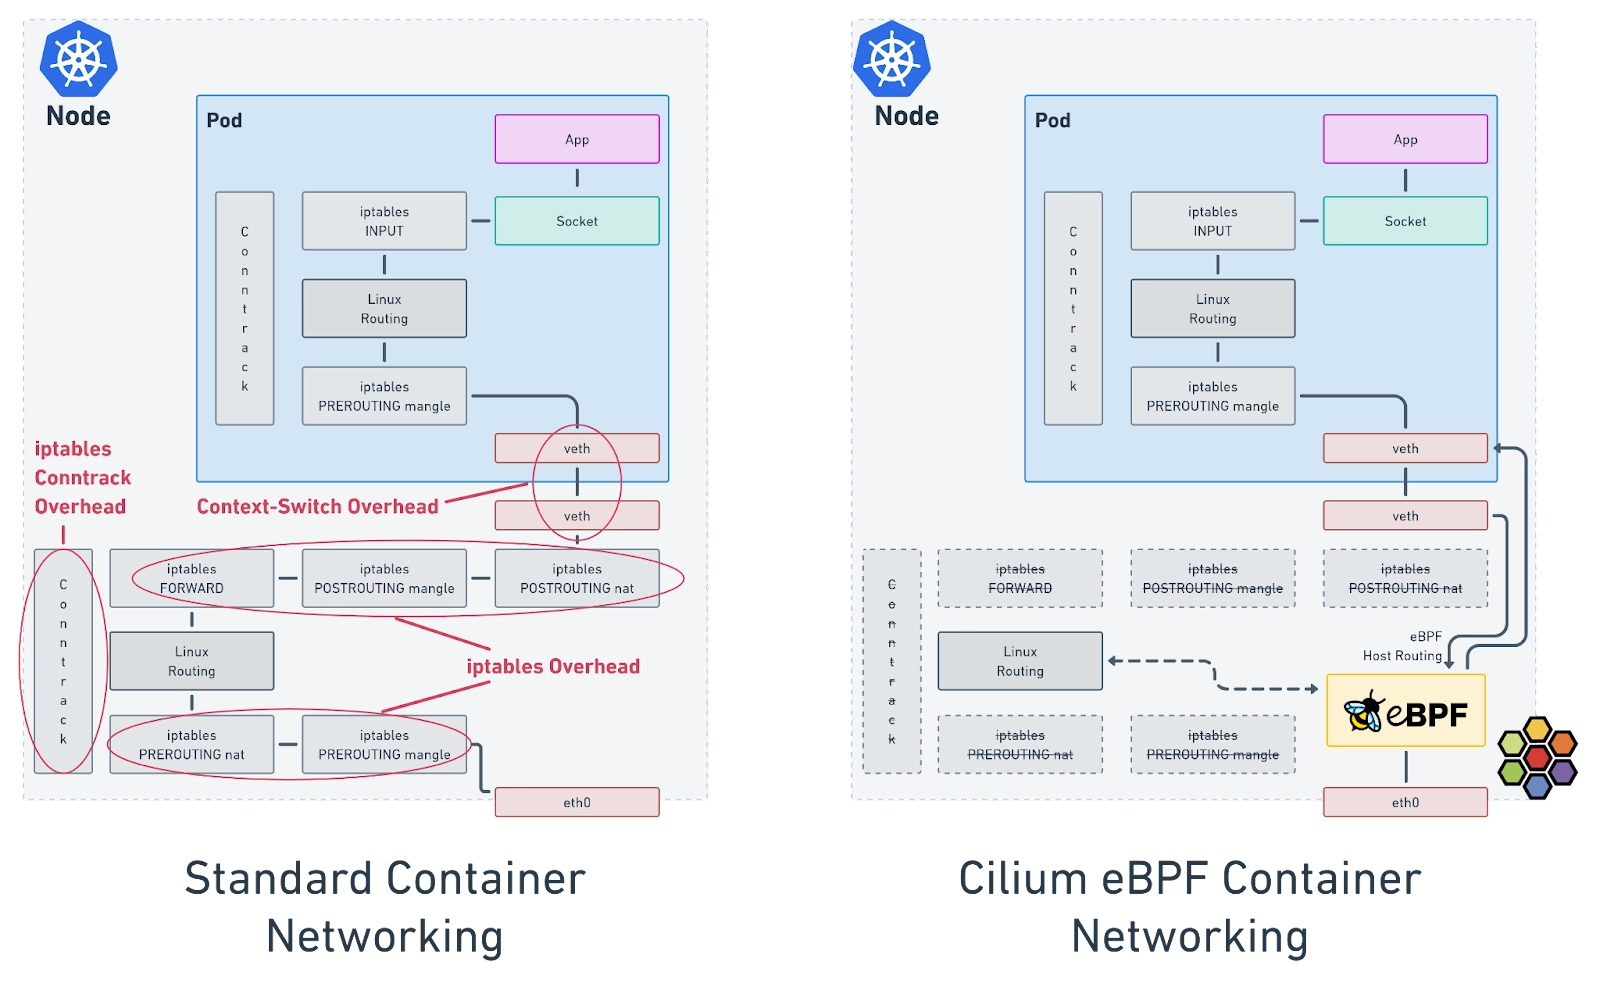 Node
Pod
App
Conntrack
iptables
INPUT
Socket
Linux
Routing
iptables
PREROUTING mangle
veth
iptables
Conntrack
Overhead
Context-Switch Overhead
veth
Conntrack
iptables
FORWARD
iptables
POSTROUTING mangle
iptables
POSTROUTING nat
Linux
Routing
iptables Overhead
iptables
PREROUTING nat
iptables
PREROUTING mangle
eth0
Standard Container
Networking
Node
Pod
App
Conntrack
iptables
INPUT
Socket
Linux
Routing
iptables
PREROUTING mangle
veth
veth
Conntrack
iptables
FORWARD
iptables
POSTROUTING mangle
iptables
POSTROUTING nat
Linux
Routing
eBPF
Host Routing
eBPF
iptables
PREROUTING nat
iptables
PREROUTING mangle
eth0
Cilium eBPF Container
Networking